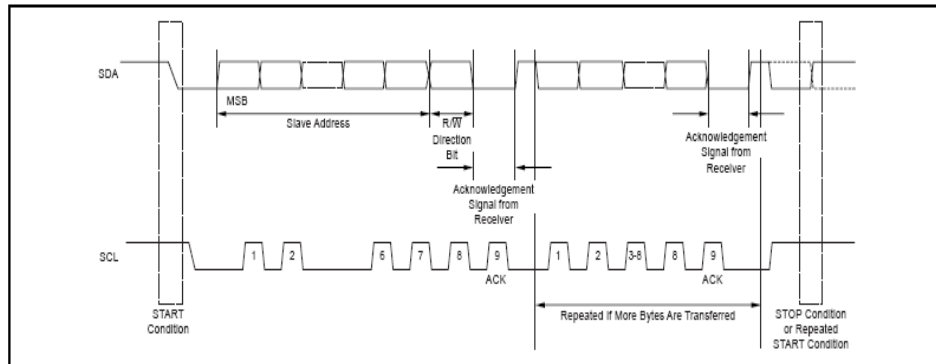 SDA
MSB
Slave Address
R/W
Direction
Bit
Acknowledgement
Signal from
Receiver
Acknowledgement
Signal from
Receiver
SCL
1
2
6
7
8
9
1
2
3-8
8
9
ACK
ACK
START
Condition
Repeated If More Bytes Are Transferred
STOP Condition
or Repeated
START Condition